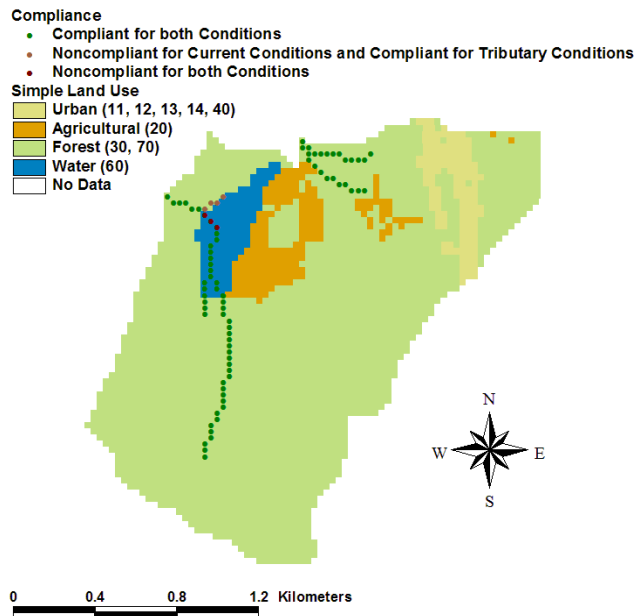 Compliance
Compliant for both Conditions
Noncompliant for Current Conditions and Compliant for Tributary Conditions
Noncompliant for both Conditions
Simple Land Use
Urban (11, 12, 13, 14, 40)
Agricultural (20)
Forest (30, 70)
Water (60)
No Data
N
W E
S
0 0.4 0.8 1.2 Kilometers